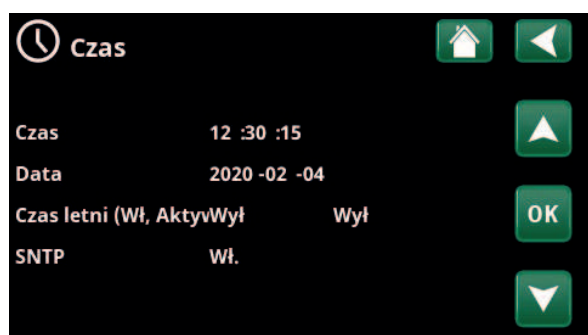 Czas
Czas 12 :30 :15
Data 2020 -02 -04
Czas letni (Wł, AktywWył Wył
OK
SNTP Wł.